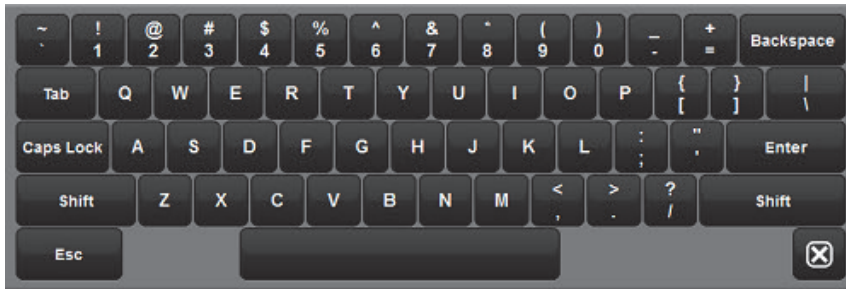 ~ ! @ # $ % ^ & * ( ) _ +
` 1 2 3 4 5 6 7 8 9 0 - = Backspace
Tab Q W E R T Y U I O P { [ } ] | \
Caps Lock A S D F G H J K L : ; " ' Enter
Shift Z X C V B N M < , > . ? / Shift
Esc